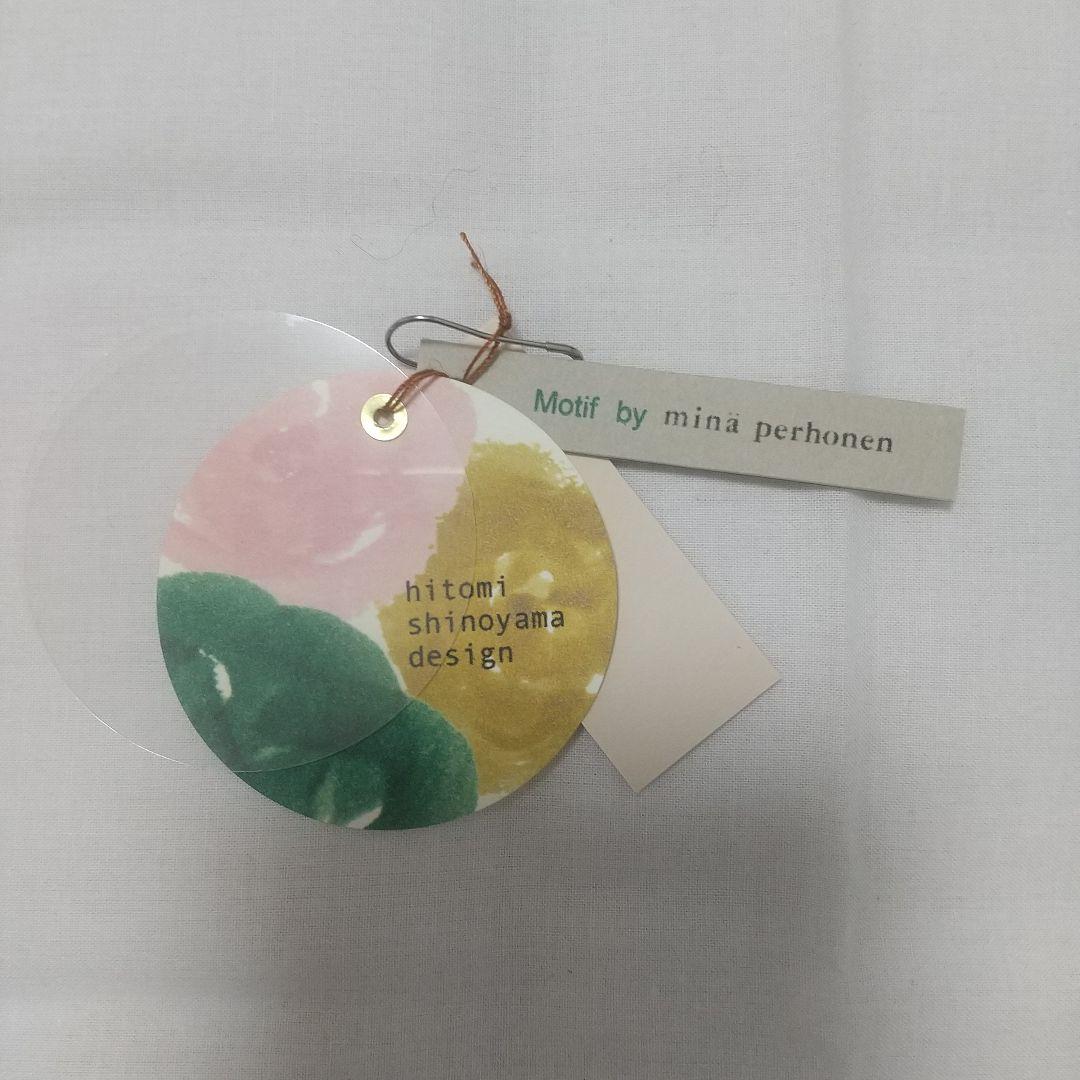 Motif by minä perhonen
hitomi
shinoyama
design